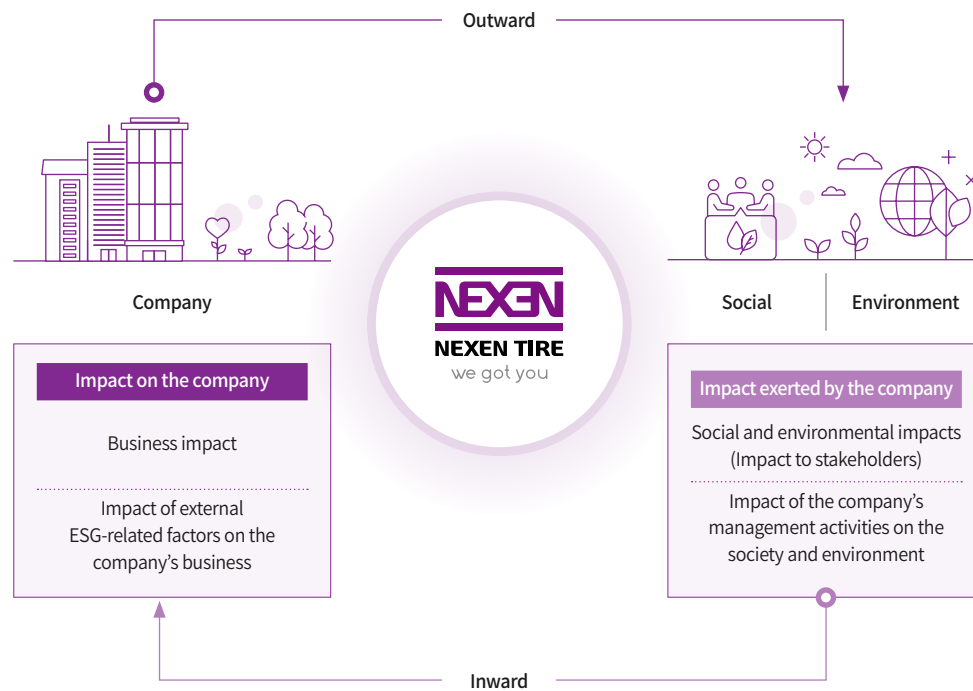 Outward
Company
Impact on the company
Business impact
Impact of external
ESG-related factors on the
company’s business
NEXEN
NEXEN TIRE
we got you
Social
Environment
Impact exerted by the company
Social and environmental impacts
(Impact to stakeholders)
Impact of the company’s
management activities on the
society and environment
Inward